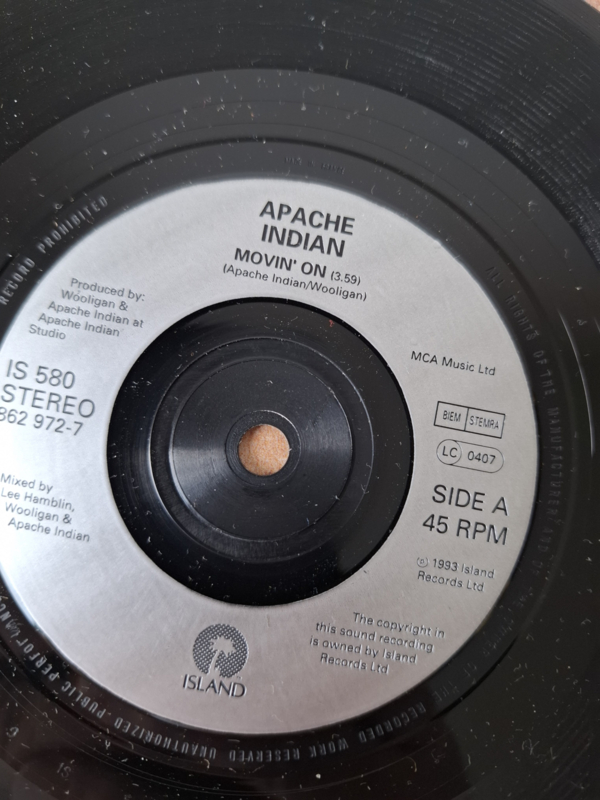 APACHE
INDIAN
MOVIN' ON (3.59)
(Apache Indian/Wooligan)
Produced by:
Wooligan &
Apache Indian at
Apache Indian
Studio
IS 580
STEREO
862 972-7
Mixed by
Lee Hamblin,
Wooligan &
Apache Indian
MCA Music Ltd
BIEM STEMRA
LC 0407
SIDE A
45 RPM
℗ 1993 Island
Records Ltd
The copyright in
this sound recording
is owned by Island
Records Ltd
ISLAND
ALL RIGHTS OF THE MANUFACTURER AND OF
RECORDED WORK RESERVED UNAUTHORIZED PUBLIC PERFORMANCE
RECORD PROHIBITED